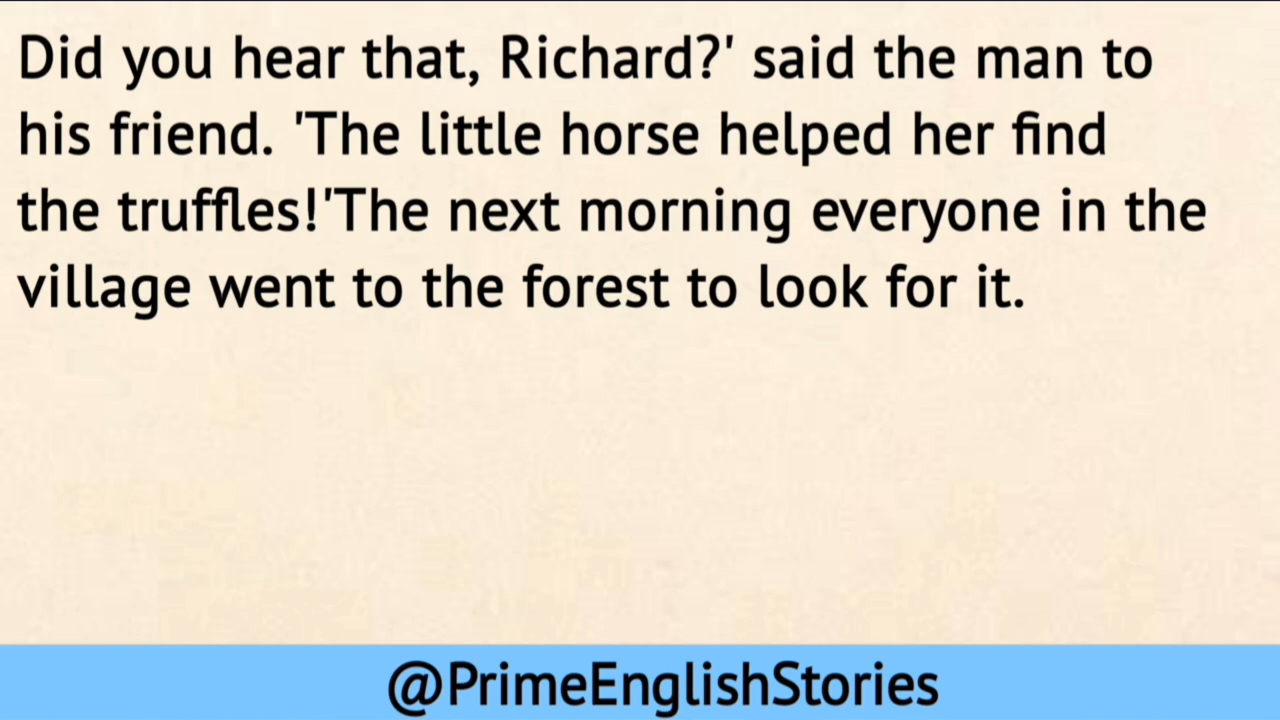 Did you hear that, Richard?' said the man to
his friend. 'The little horse helped her find
the truffles!'The next morning everyone in the
village went to the forest to look for it.
@PrimeEnglishStories